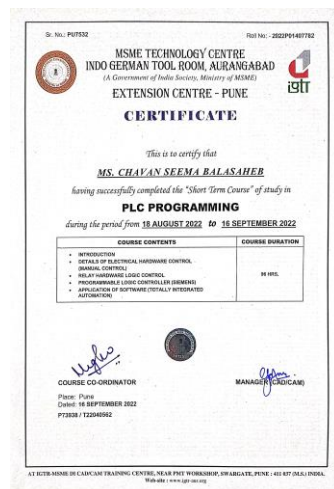 Sr. No.: PU7532 Roll No: - 2022P01407782
MSME TECHNOLOGY CENTRE
INDO GERMAN TOOL ROOM, AURANGABAD
(A Government of India Society, Ministry of MSME)
EXTENSION CENTRE - PUNE
igtr
CERTIFICATE
This is to certify that
MS. CHAVAN SEEMA BALASAHEB
having successfully completed the "Short Term Course" of study in
PLC PROGRAMMING
during the period from 18 AUGUST 2022 to 16 SEPTEMBER 2022
COURSE CONTENTS COURSE DURATION
• INTRODUCTION
• DETAILS OF ELECTRICAL HARDWARE CONTROL -
(MANUAL CONTROL)
• RELAY HARDWARE LOGIC CONTROL
• PROGRAMMABLE LOGIC CONTROLLER (SIEMENS)
• APPLICATION OF SOFTWARE (TOTALLY INTEGRATED
AUTOMATION)
96 HRS.
COURSE CO-ORDINATOR MANAGER (CAD/CAM)
Place: Pune
Dated: 16 SEPTEMBER 2022
P73938 / T22040562
AT IGTR-MSME DI CAD/CAM TRAINING CENTRE, NEAR PMT WORKSHOP, SWARGATE, PUNE : 411 037 (M.S.) INDIA.
Web site : www.igtr-aur.org